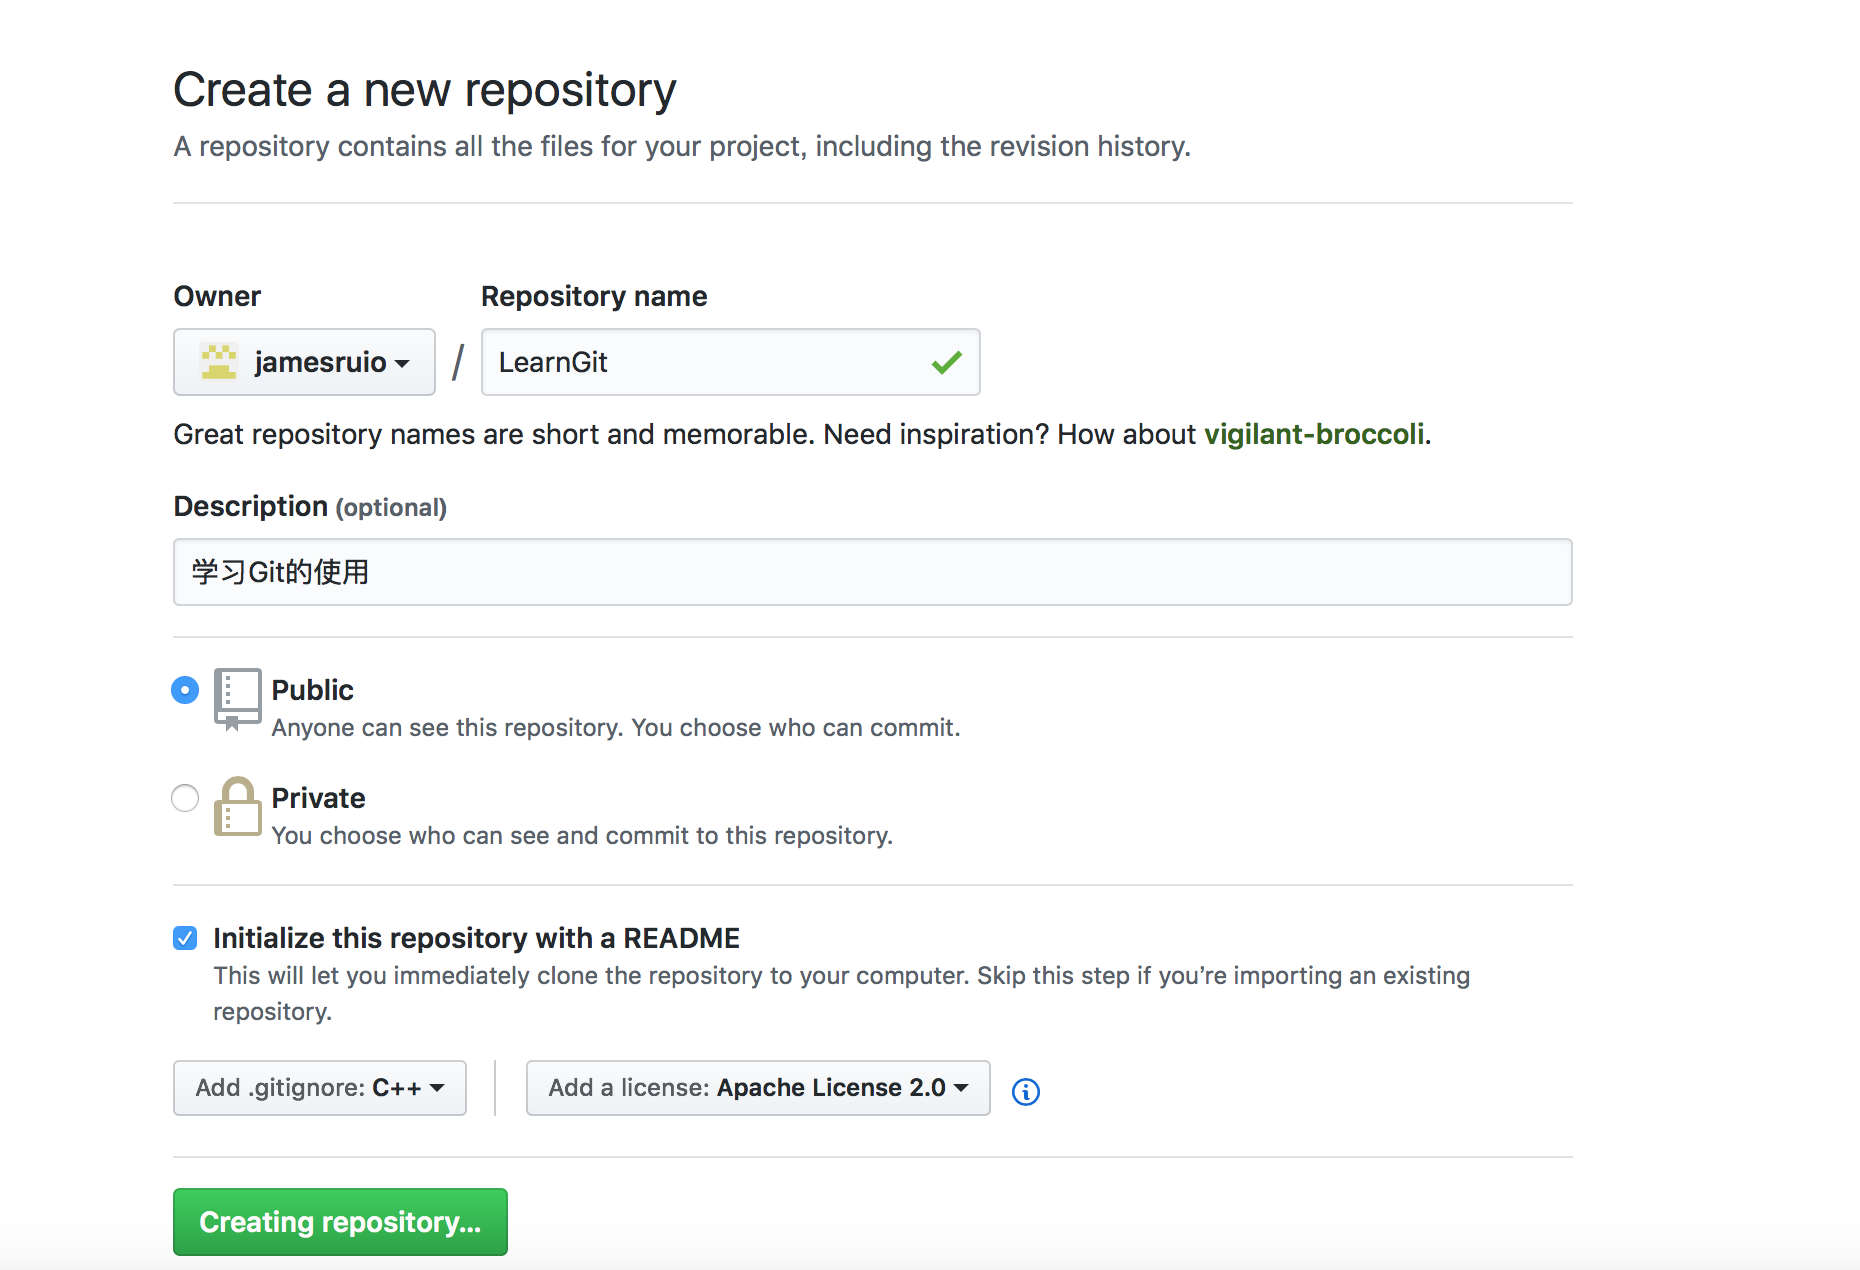 Create a new repository
A repository contains all the files for your project, including the revision history.
Owner
Repository name
jamesruio
/
LearnGit
Great repository names are short and memorable. Need inspiration? How about vigilant-broccoli.
Description (optional)
学习Git的使用
Public
Anyone can see this repository. You choose who can commit.
Private
You choose who can see and commit to this repository.
Initialize this repository with a README
This will let you immediately clone the repository to your computer. Skip this step if you’re importing an existing
repository.
Add .gitignore: C++
Add a license: Apache License 2.0
Creating repository...